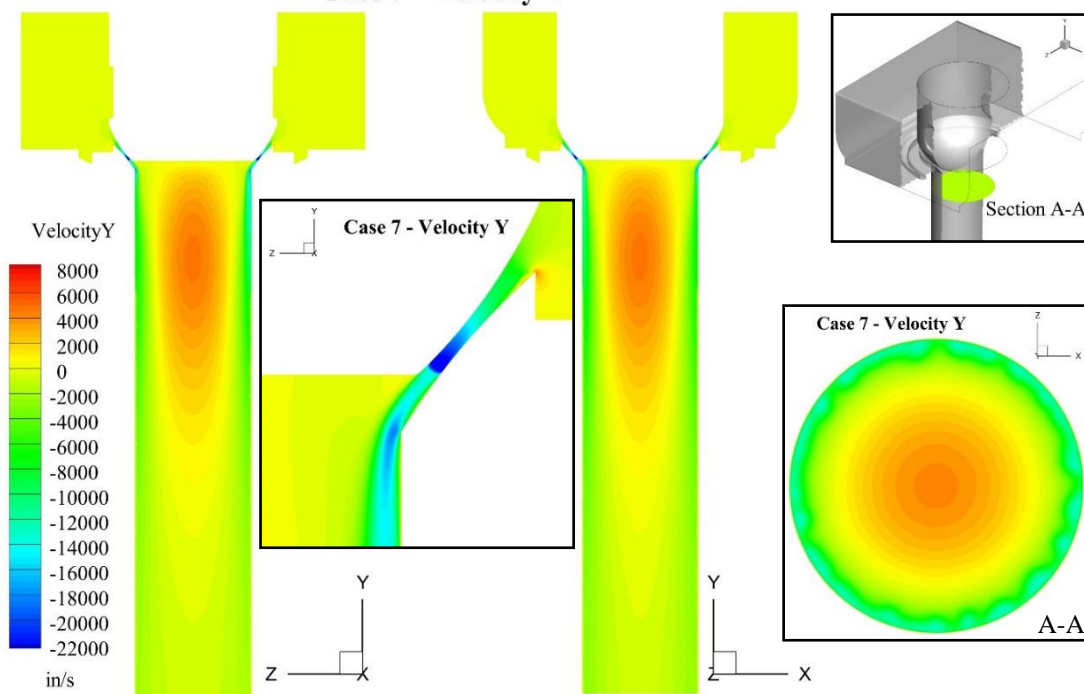 VelocityY
8000
6000
4000
2000
0
-2000
-4000
-6000
-8000
-10000
-12000
-14000
-16000
-18000
-20000
-22000
in/s
Y
Z
X
Case 7 - Velocity Y
Y
Z
X
Y
Z
X
Y
Z
Section A-A
Case 7 - Velocity Y
Z
X
A-A